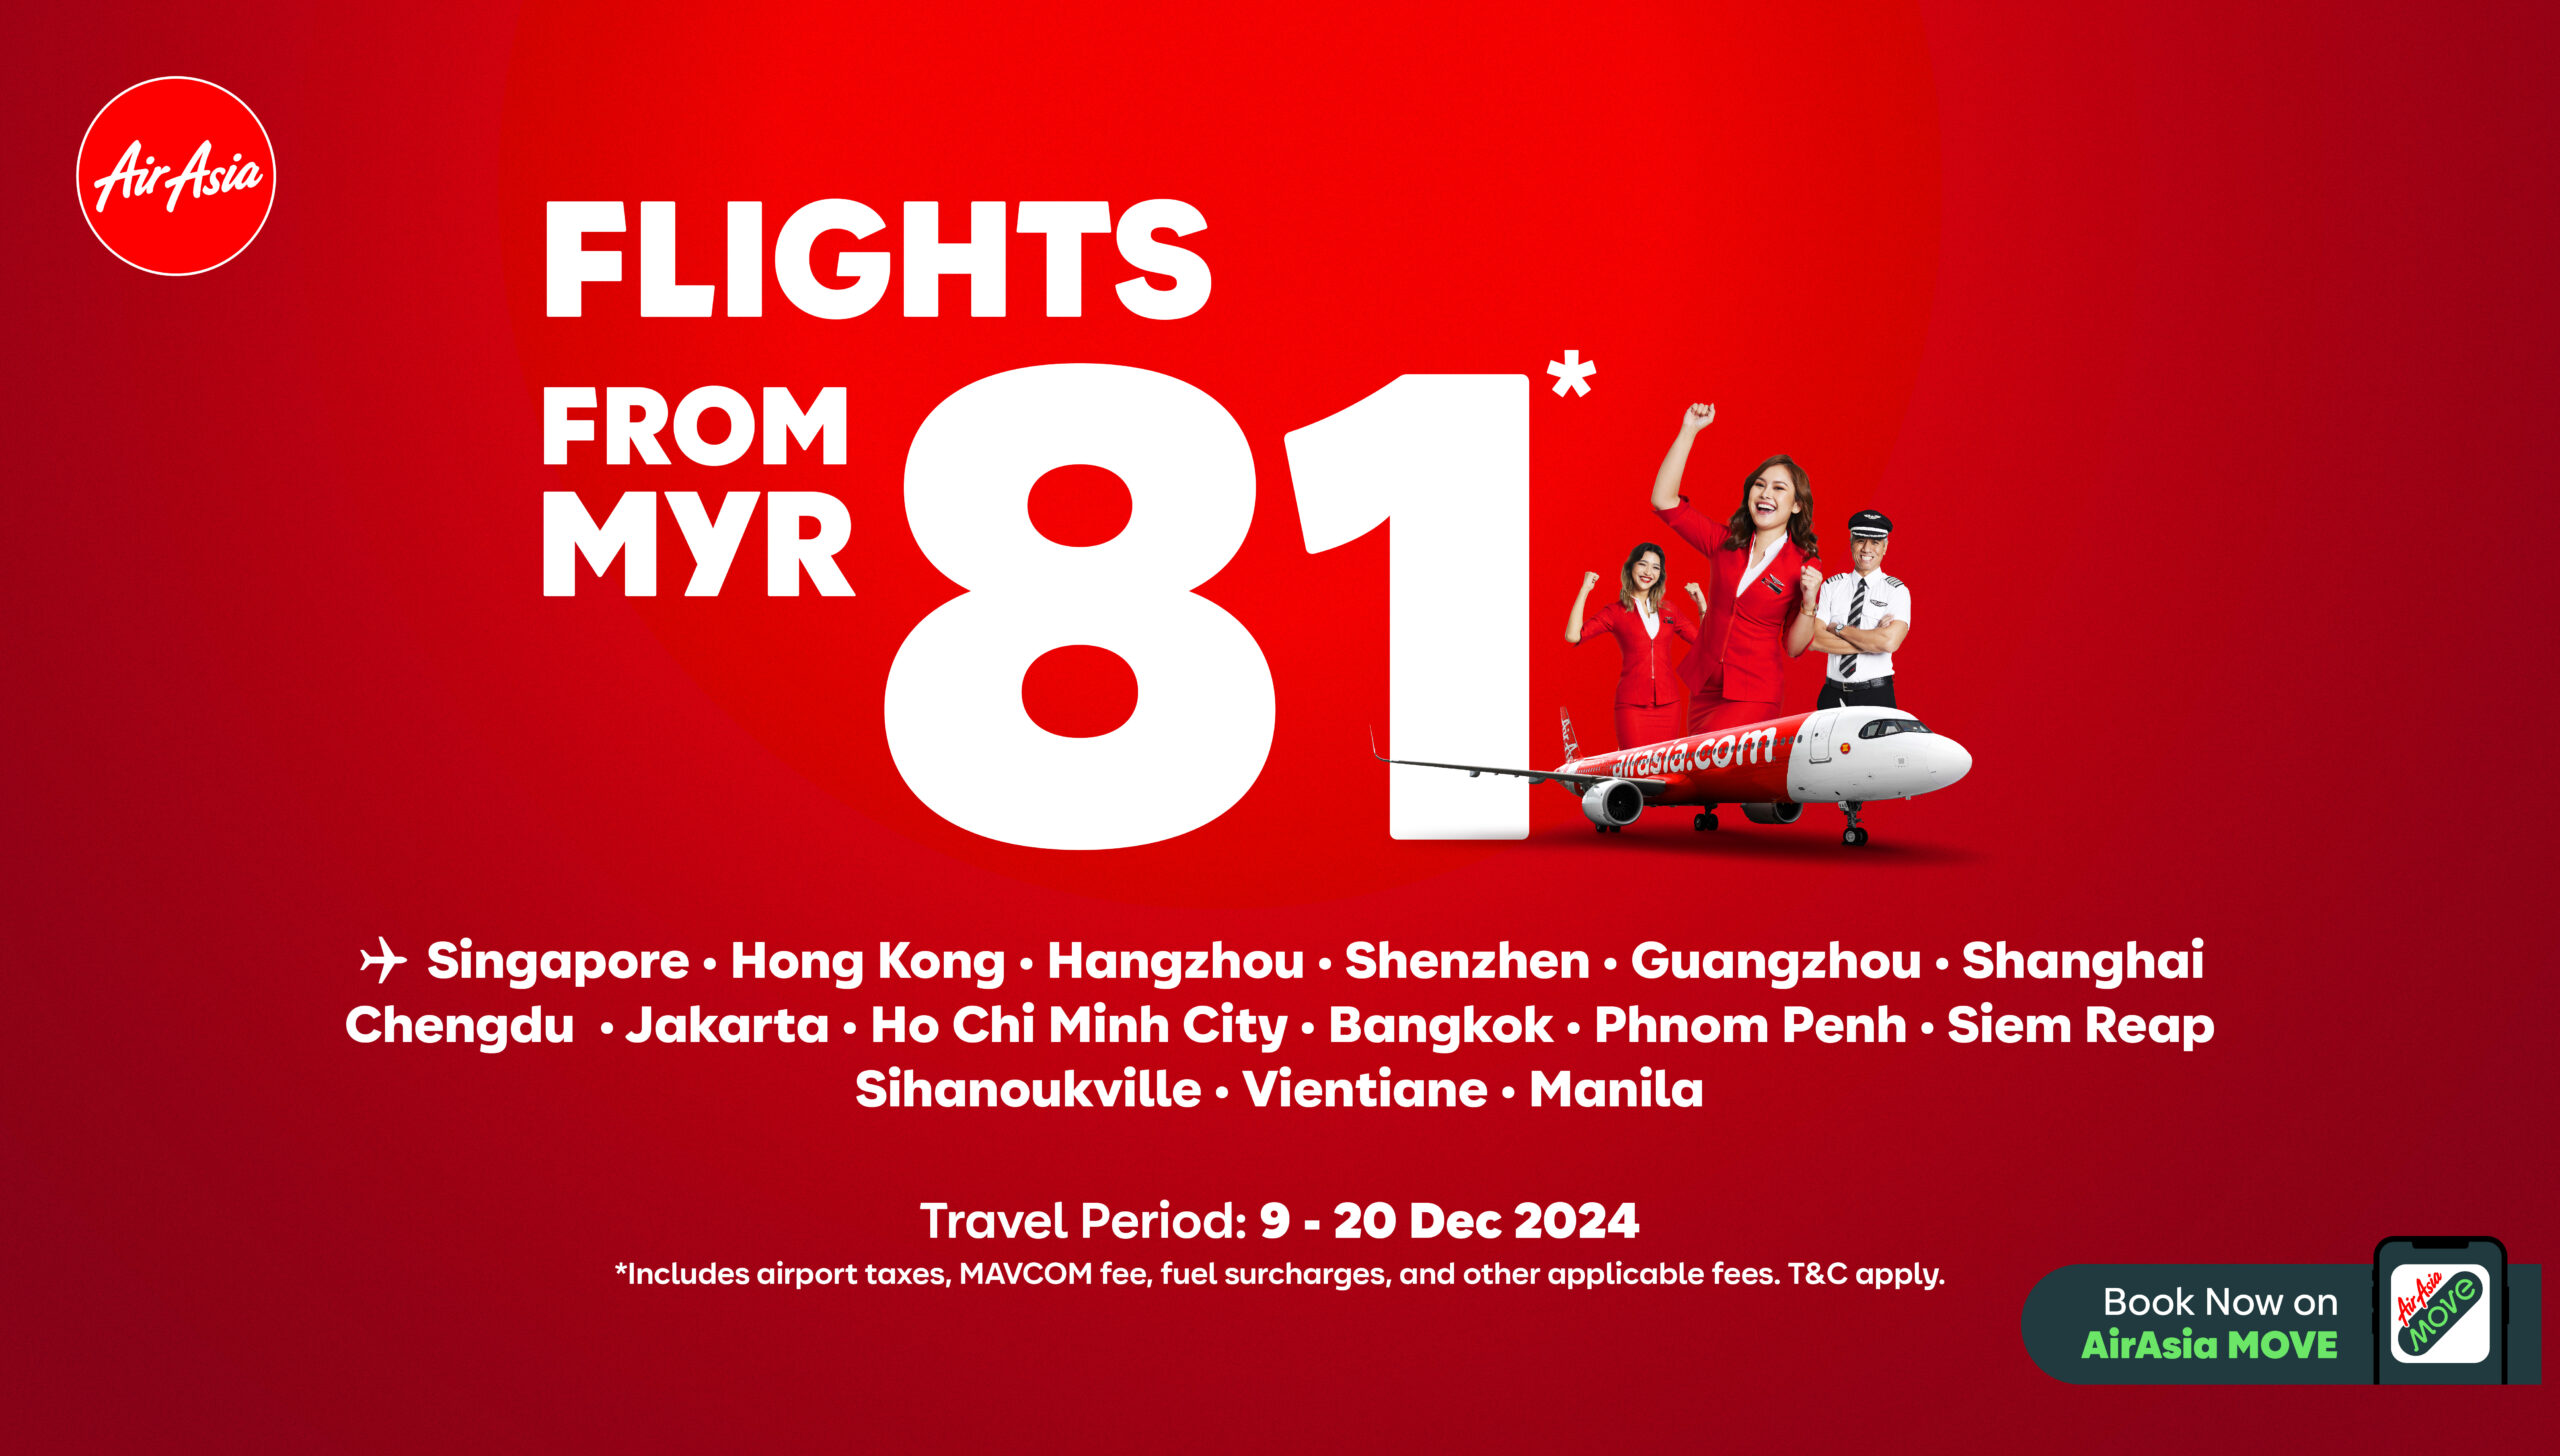 AirAsia
FLIGHTS
FROM
MYR
81*
airasia.com
Singapore • Hong Kong • Hangzhou • Shenzhen • Guangzhou • Shanghai
Chengdu • Jakarta • Ho Chi Minh City • Bangkok • Phnom Penh • Siem Reap
Sihanoukville • Vientiane • Manila
Travel Period: 9 - 20 Dec 2024
*Includes airport taxes, MAVCOM fee, fuel surcharges, and other applicable fees. T&C apply.
Book Now on
AirAsia MOVE
AirAsia
MOVE